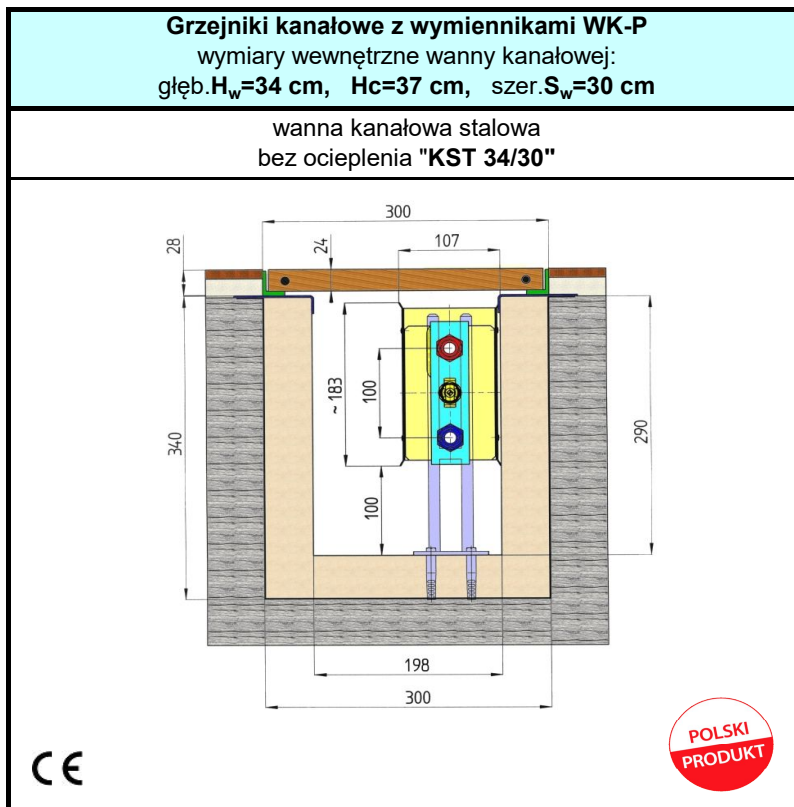 Grzejniki kanałowe z wymiennikami WK-P
wymiary wewnętrzne wanny kanałowej:
głęb.Hw=34 cm, Hc=37 cm, szer.Sw=30 cm
wanna kanałowa stalowa
bez ocieplenia "KST 34/30"
300
107
28
24
~ 183
100
340
290
100
198
300
POLSKI
PRODUKT
CE